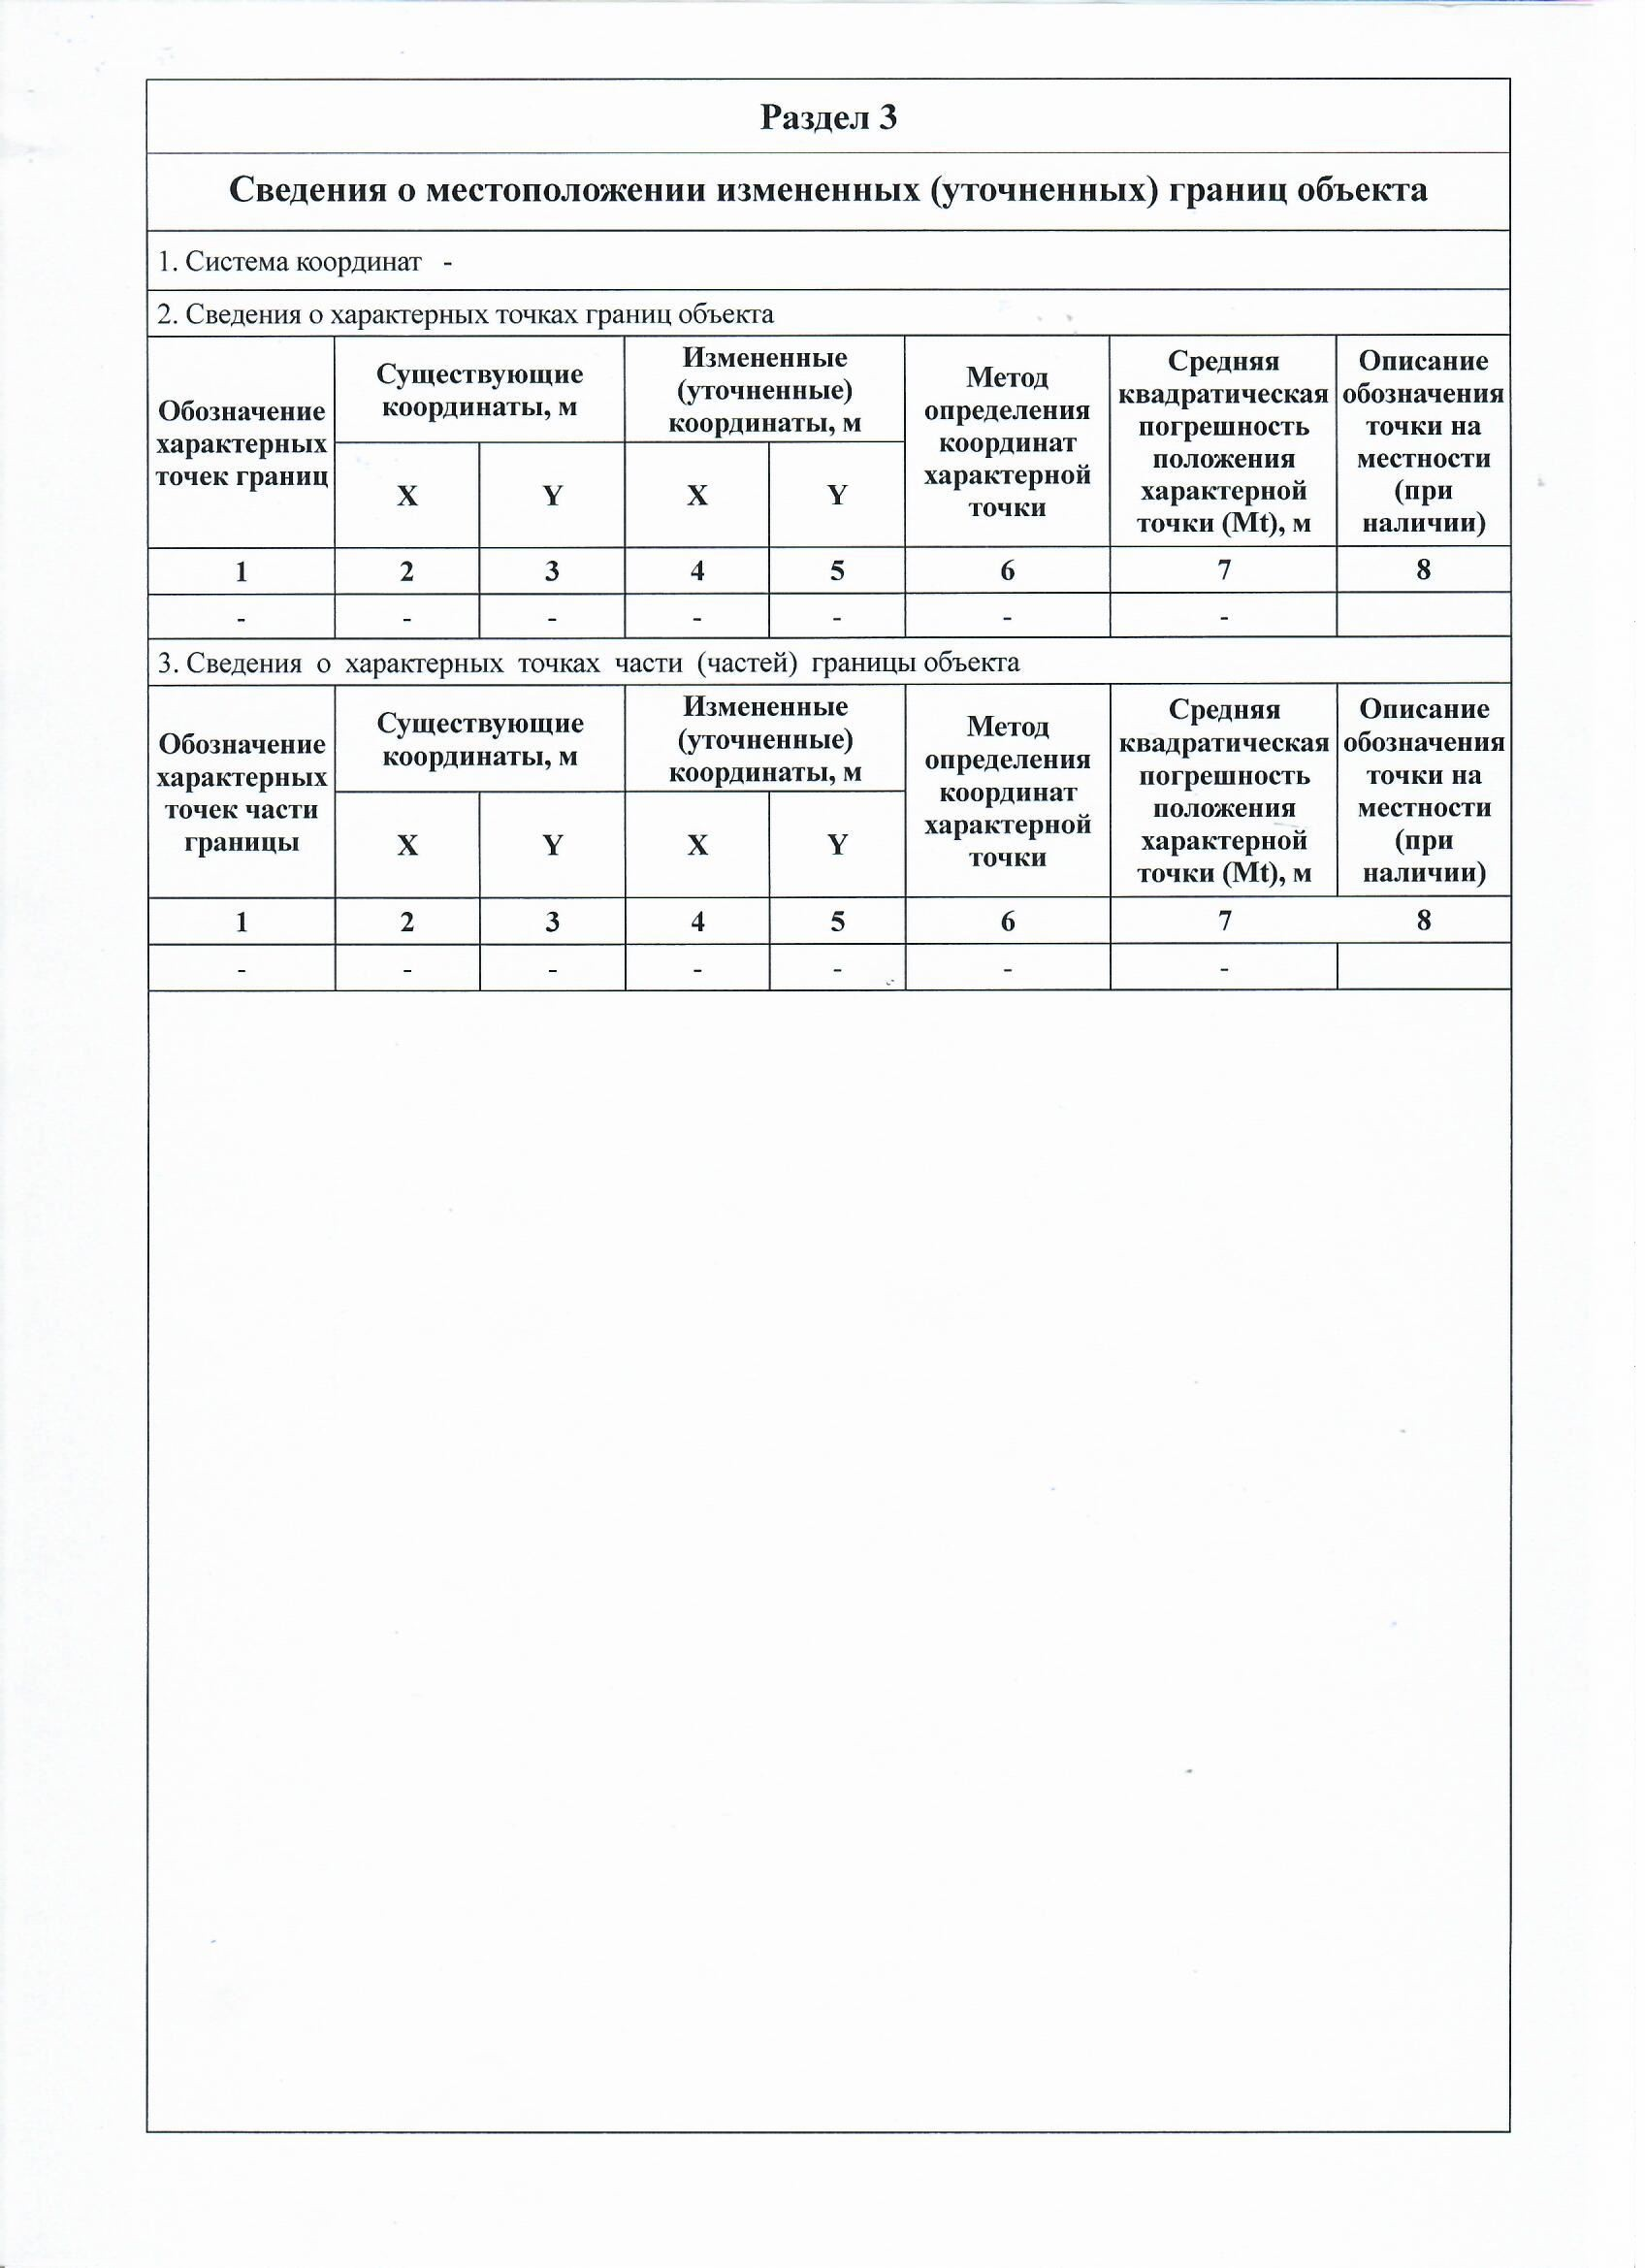 Раздел 3
Сведения о местоположении измененных (уточненных) границ объекта
1. Система координат -
2. Сведения о характерных точках границ объекта
Обозначение
характерных
точек границ
Существующие
координаты, м
Измененные
(уточненные)
координаты, м
Метод
определения
координат
характерной
точки
Средняя
квадратическая
погрешность
положения
характерной
точки (Mt), м
Описание
обозначения
точки на
местности
(при
наличии)
X Y X Y
1 2 3 4 5 6 7 8
- - - - - - -
3. Сведения о характерных точках части (частей) границы объекта
Обозначение
характерных
точек части
границы
Существующие
координаты, м
Измененные
(уточненные)
координаты, м
Метод
определения
координат
характерной
точки
Средняя
квадратическая
погрешность
положения
характерной
точки (Mt), м
Описание
обозначения
точки на
местности
(при
наличии)
X Y X Y
1 2 3 4 5 6 7 8
- - - - - - -